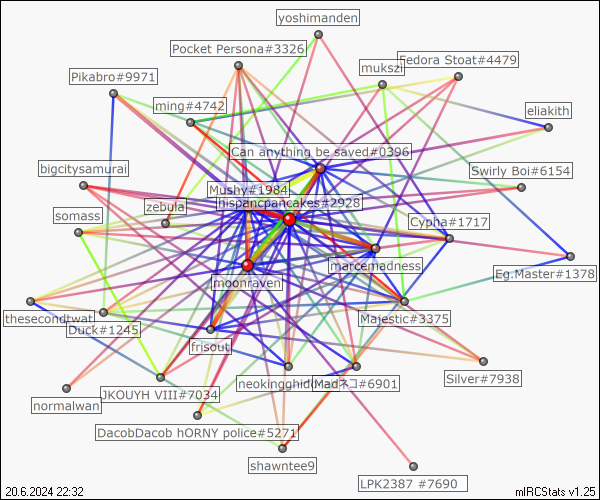 yoshimanden
Pocket Persona#3326
Fedora Stoat#4479
mukszi
Pikabro#9971
ming#4742
eliakith
Can anything be saved#0396
bigcitysamurai
Swirly Boi#6154
Mushy#1984
hispancpancakes#2928
zebula
somass
Cypha#1717
marcemadness
Eg.Master#1378
moonraven
thesecondtwat
Majestic#3375
Duck#1245
frisout
neokingghid
(Madネコ#6901
Silver#7938
JKOUYH VIII#7034
normalwan
DacobDacob hORNY police#5271
shawntee9
LPK2387 #7690
20.6.2024 22:32
mIRCStats v1.25